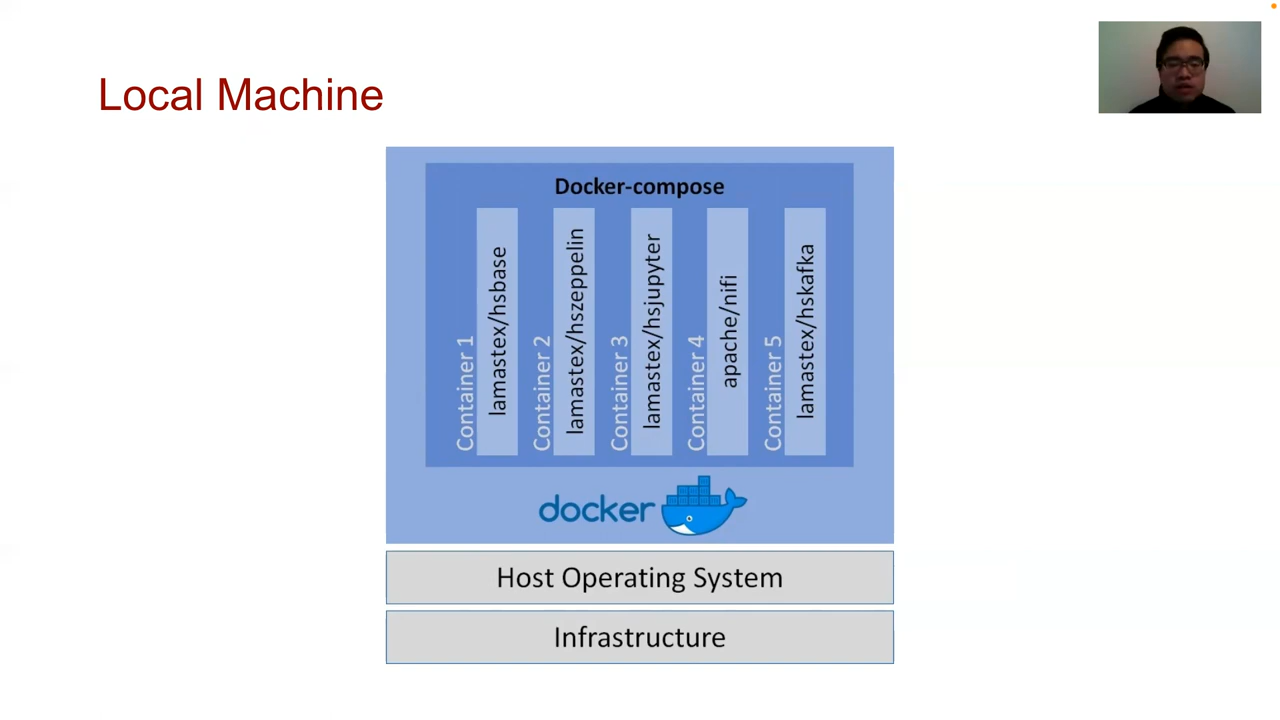 Local Machine
Docker-compose
Container 1
lamastex/hsbase
Container 2
lamastex/hszeppelin
Container 3
lamastex/hsjupyter
Container 4
apache/nifi
Container 5
lamastex/hskafka
docker
Host Operating System
Infrastructure